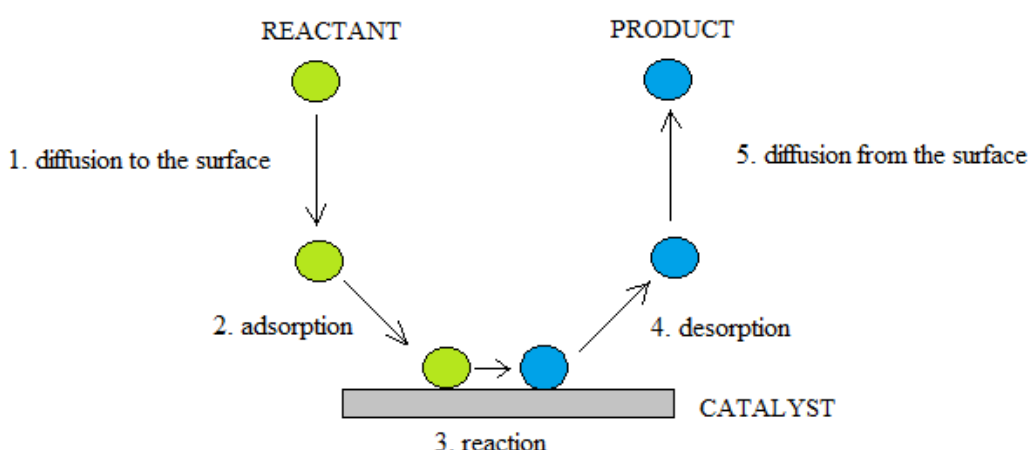 REACTANT
PRODUCT
1. diffusion to the surface
5. diffusion from the surface
2. adsorption
4. desorption
CATALYST
3. reaction